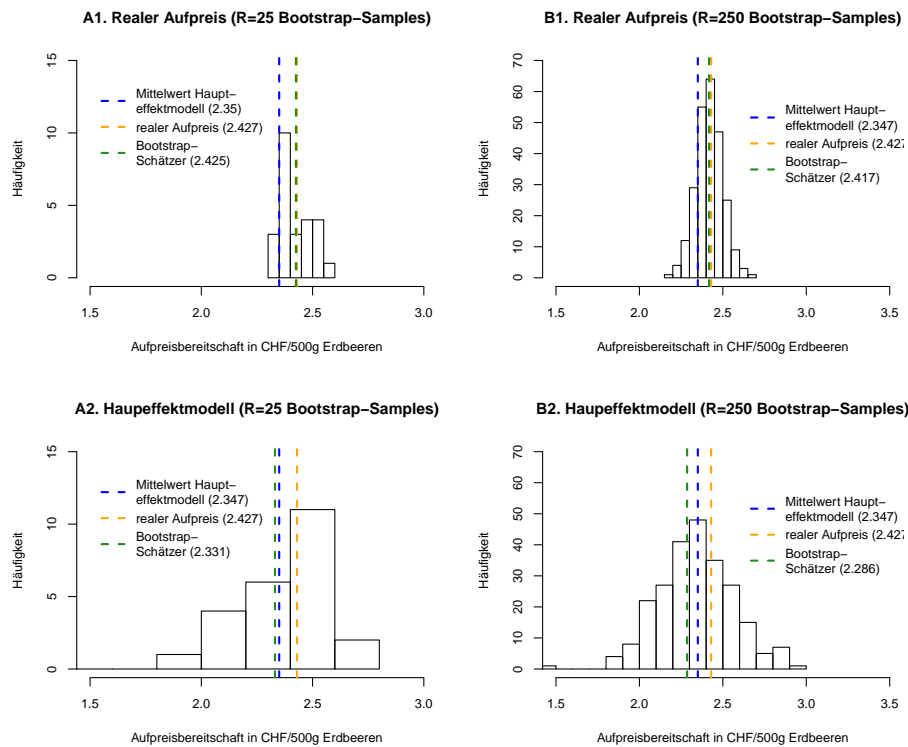 A1. Realer Aufpreis (R=25 Bootstrap−Samples)
Häufigkeit
15
10
5
0
Mittelwert Haupt−
effektmodell (2.35)
realer Aufpreis (2.427)
Bootstrap−
Schätzer (2.425)
1.5 2.0 2.5 3.0
Aufpreisbereitschaft in CHF/500g Erdbeeren
B1. Realer Aufpreis (R=250 Bootstrap−Samples)
Häufigkeit
70
60
50
40
30
20
10
0
Mittelwert Haupt−
effektmodell (2.347)
realer Aufpreis (2.427
Bootstrap−
Schätzer (2.417)
1.5 2.0 2.5 3.0 3.5
Aufpreisbereitschaft in CHF/500g Erdbeeren
A2. Haupeffektmodell (R=25 Bootstrap−Samples)
Häufigkeit
15
10
5
0
Mittelwert Haupt−
effektmodell (2.347)
realer Aufpreis (2.427)
Bootstrap−
Schätzer (2.331)
1.5 2.0 2.5 3.0
Aufpreisbereitschaft in CHF/500g Erdbeeren
B2. Haupeffektmodell (R=250 Bootstrap−Samples)
Häufigkeit
70
60
50
40
30
20
10
0
Mittelwert Haupt−
effektmodell (2.347)
realer Aufpreis (2.427
Bootstrap−
Schätzer (2.286)
1.5 2.0 2.5 3.0 3.5
Aufpreisbereitschaft in CHF/500g Erdbeeren